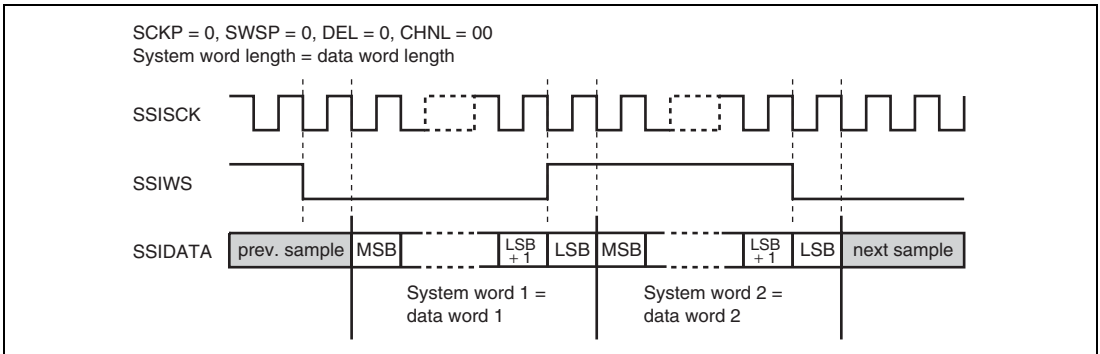 SCKP = 0, SWSP = 0, DEL = 0, CHNL = 00
System word length = data word length
SSISCK
SSIWS
SSIDATA
prev. sample
MSB
LSB
+ 1
LSB
MSB
LSB
+ 1
LSB
next sample
System word 1 =
data word 1
System word 2 =
data word 2